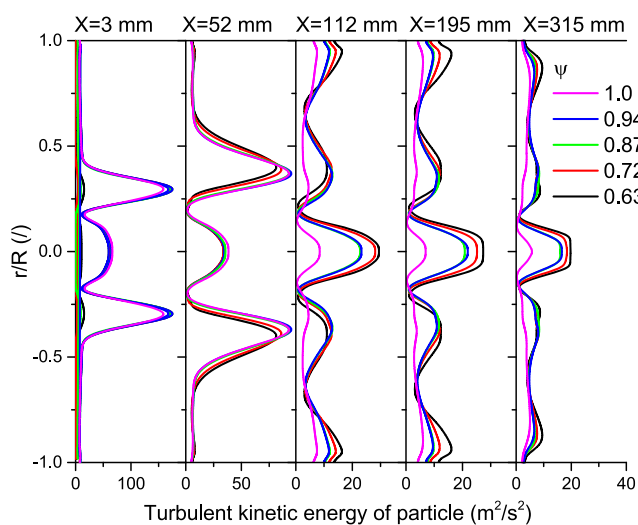 X=3 mm X=52 mm X=112 mm X=195 mm X=315 mm
1.0
0.5
0.0
-0.5
-1.0
r/R (/)
ψ
1.0
0.94
0.87
0.72
0.63
0 100 0 50 0 20 0 20 0 20 40
Turbulent kinetic energy of particle (m²/s²)